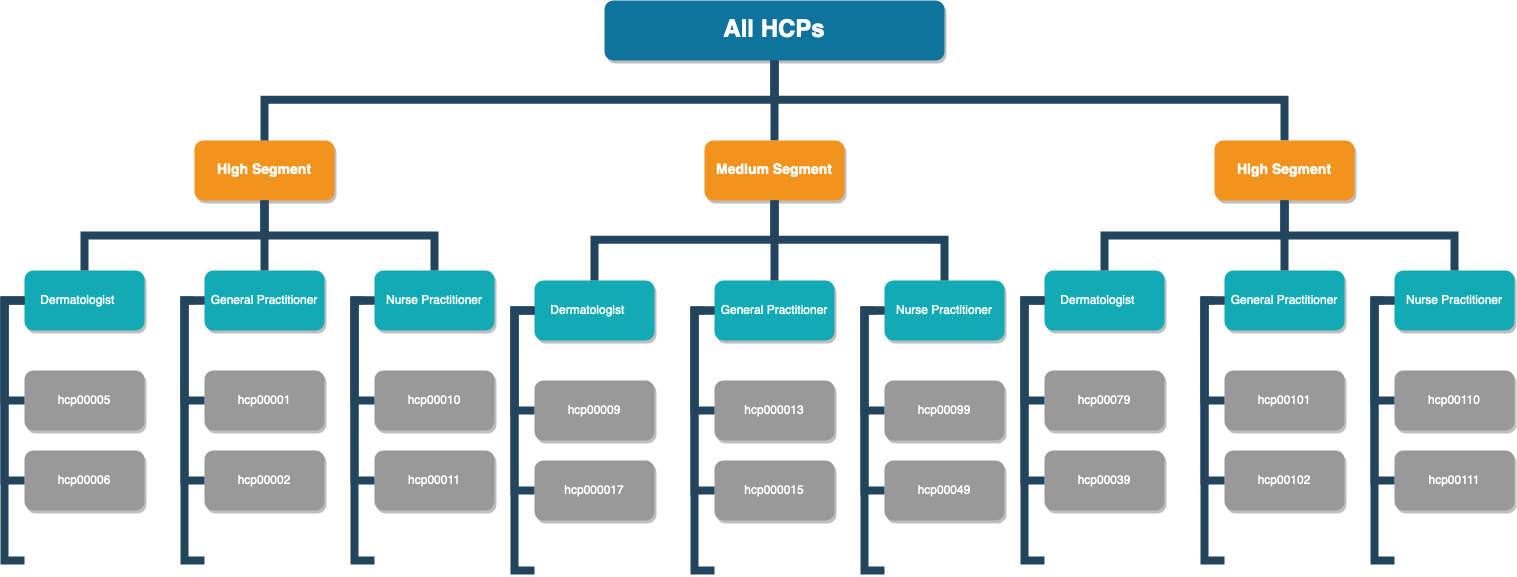 All HCPs
High Segment
Medium Segment
High Segment
Dermatologist
General Practitioner
Nurse Practitioner
Dermatologist
General Practitioner
Nurse Practitioner
Dermatologist
General Practitioner
Nurse Practitioner
hcp00005
hcp00001
hcp00010
hcp00009
hcp000013
hcp00099
hcp00079
hcp00101
hcp00110
hcp00006
hcp00002
hcp00011
hcp000017
hcp000015
hcp00049
hcp00039
hcp00102
hcp00111